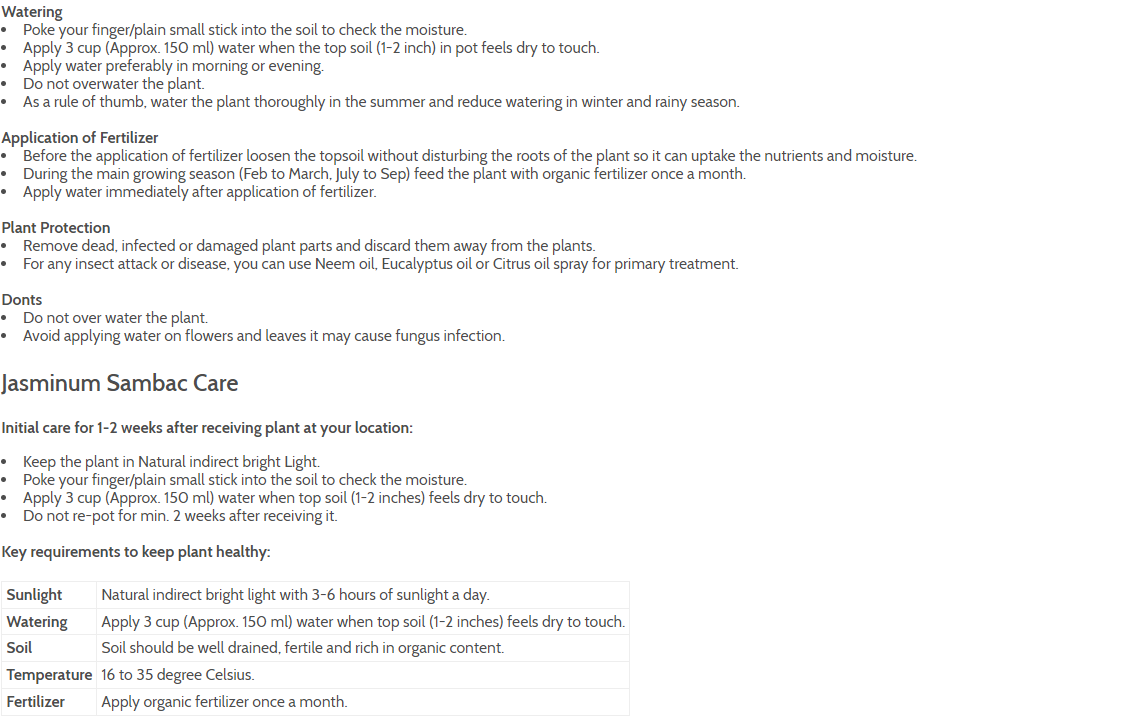 Watering
• Poke your finger/plain small stick into the soil to check the moisture.
• Apply 3 cup (Approx. 150 ml) water when the top soil (1-2 inch) in pot feels dry to touch.
• Apply water preferably in morning or evening.
• Do not overwater the plant.
• As a rule of thumb, water the plant thoroughly in the summer and reduce watering in winter and rainy season.
Application of Fertilizer
• Before the application of fertilizer loosen the topsoil without disturbing the roots of the plant so it can uptake the nutrients and moisture.
• During the main growing season (Feb to March, July to Sep) feed the plant with organic fertilizer once a month.
• Apply water immediately after application of fertilizer.
Plant Protection
• Remove dead, infected or damaged plant parts and discard them away from the plants.
• For any insect attack or disease, you can use Neem oil, Eucalyptus oil or Citrus oil spray for primary treatment.
Donts
• Do not over water the plant.
• Avoid applying water on flowers and leaves it may cause fungus infection.
Jasminum Sambac Care
Initial care for 1-2 weeks after receiving plant at your location:
• Keep the plant in Natural indirect bright Light.
• Poke your finger/plain small stick into the soil to check the moisture.
• Apply 3 cup (Approx. 150 ml) water when top soil (1-2 inches) feels dry to touch.
• Do not re-pot for min. 2 weeks after receiving it.
Key requirements to keep plant healthy:
Sunlight Natural indirect bright light with 3-6 hours of sunlight a day.
Watering Apply 3 cup (Approx. 150 ml) water when top soil (1-2 inches) feels dry to touch.
Soil Soil should be well drained, fertile and rich in organic content.
Temperature 16 to 35 degree Celsius.
Fertilizer Apply organic fertilizer once a month.